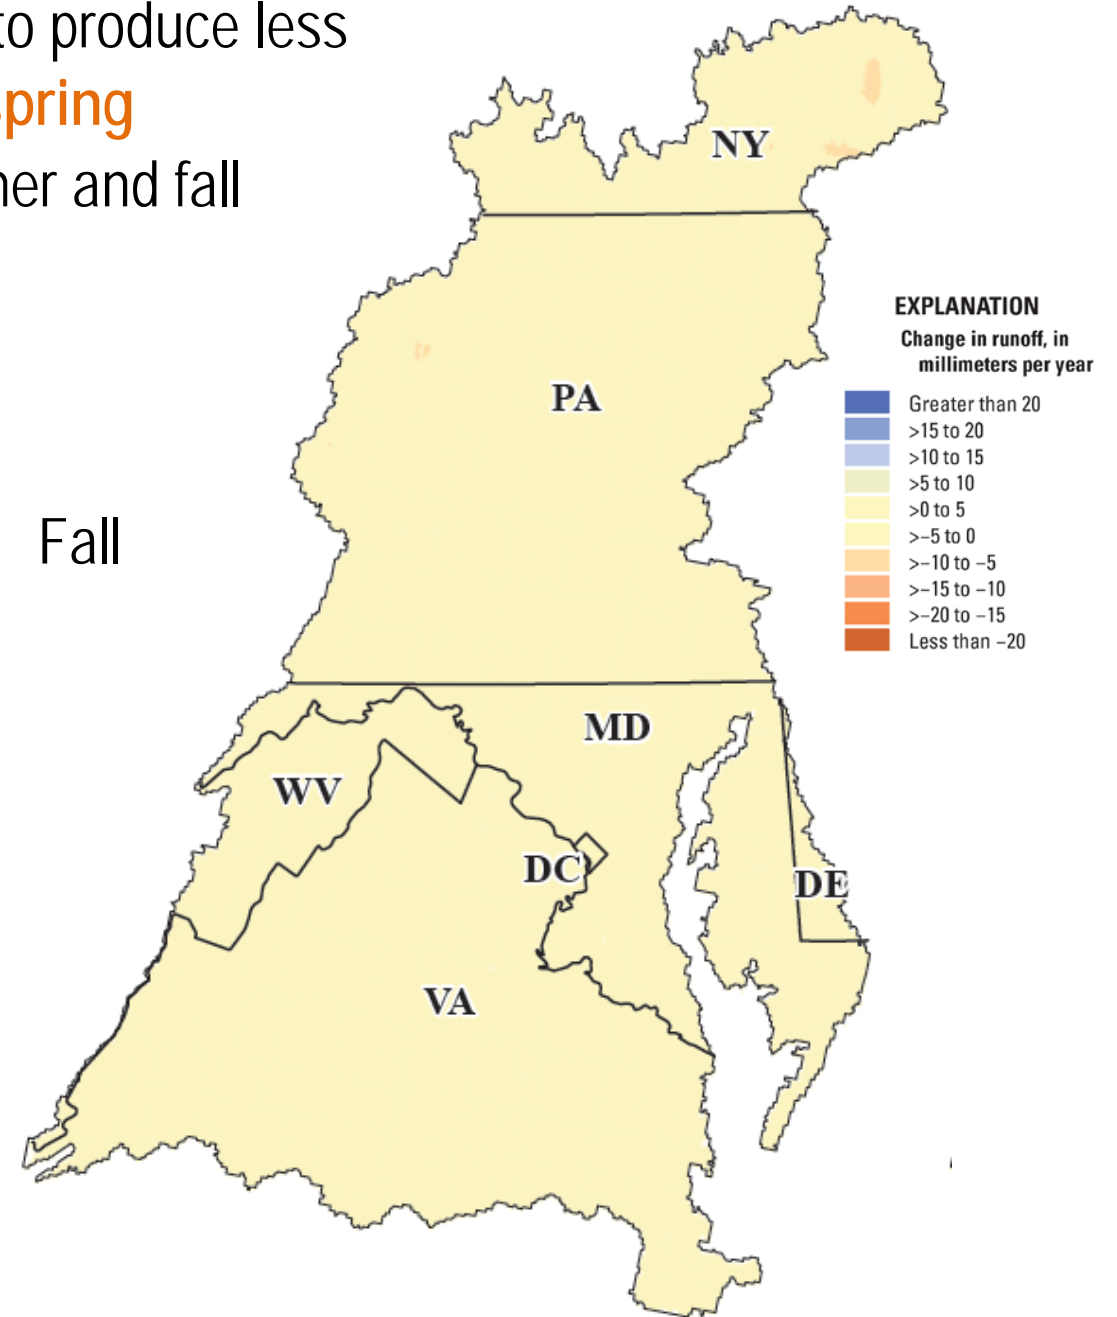 to produce less
spring
ner and fall
NY
EXPLANATION
Change in runoff, in
millimeters per year
PA
Greater than 20
>15 to 20
>10 to 15
>5 to 10
>0 to 5
>−5 to 0
>−10 to −5
>−15 to −10
>−20 to −15
Less than −20
Fall
MD
WV
DC
DE
VA